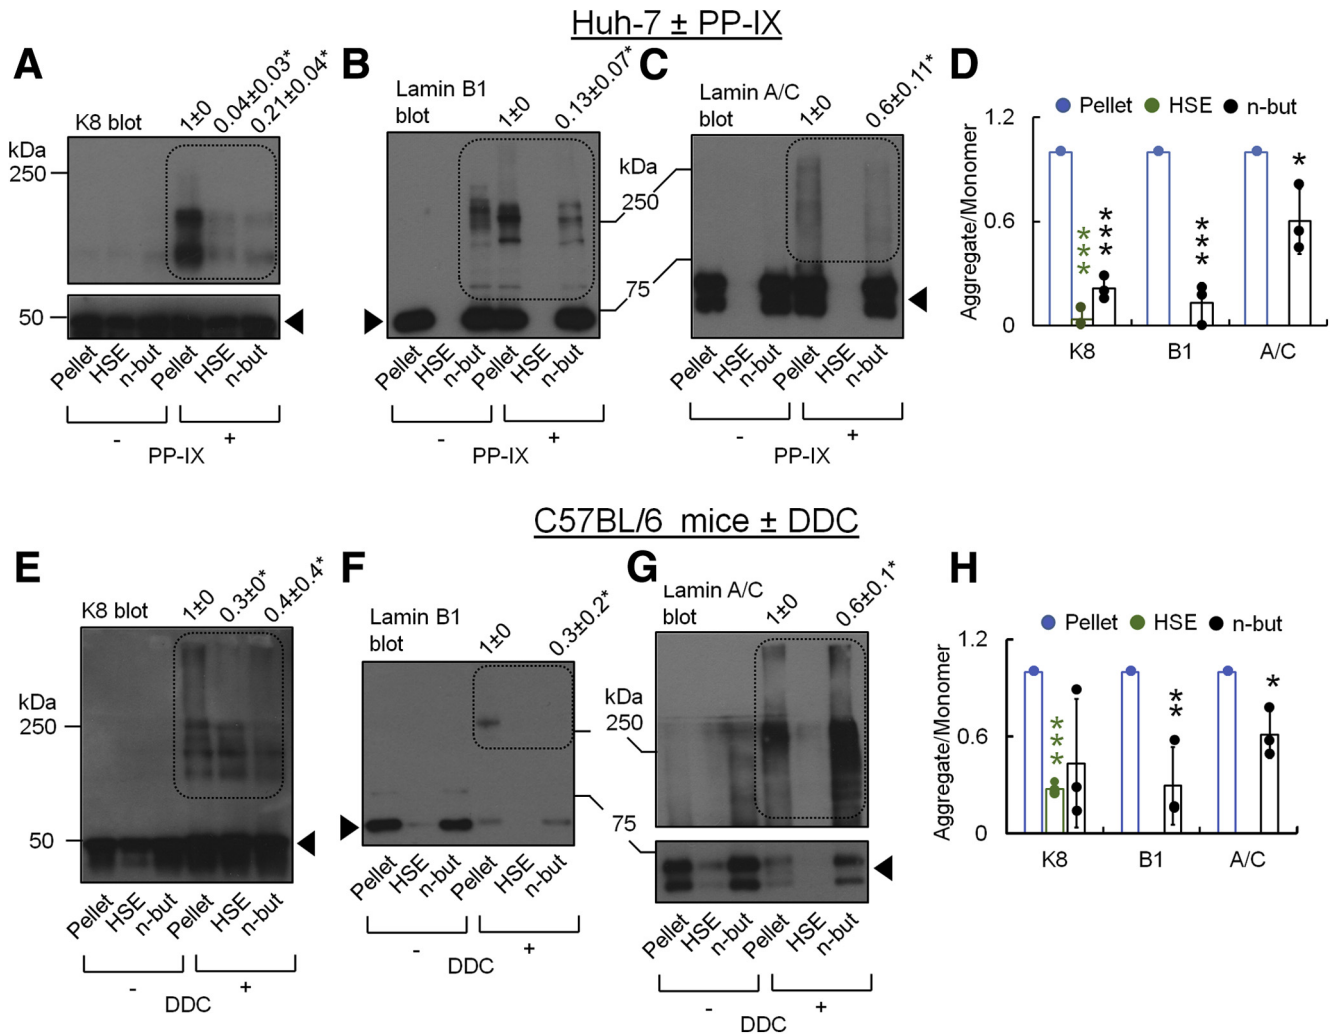 Huh-7 ± PP-IX
A
K8 blot
1±0
0.04±0.03*
0.21±0.04*
kDa
250
50
Pellet
HSE
n-but
Pellet
HSE
n-but
- +
PP-IX
B
Lamin B1
blot
1±0
0.13±0.07*
Pellet
HSE
n-but
Pellet
HSE
n-but
- +
PP-IX
C
Lamin A/C
blot
1±0
0.6±0.11*
kDa
250
75
Pellet
HSE
n-but
Pellet
HSE
n-but
- +
PP-IX
D
Pellet HSE n-but
Aggregate/Monomer
1.2
0.6
0
***
***
***
*
K8 B1 A/C
C57BL/6 mice ± DDC
E
K8 blot
1±0
0.3±0*
0.4±0.4*
kDa
250
50
Pellet
HSE
n-but
Pellet
HSE
n-but
- +
DDC
F
Lamin B1
blot
1±0
0.3±0.2*
Pellet
HSE
n-but
Pellet
HSE
n-but
- +
DDC
G
Lamin A/C
blot
1±0
0.6±0.1*
kDa
250
75
Pellet
HSE
n-but
Pellet
HSE
n-but
- +
DDC
H
Pellet HSE n-but
Aggregate/Monomer
1.2
0.6
0
***
**
*
K8 B1 A/C